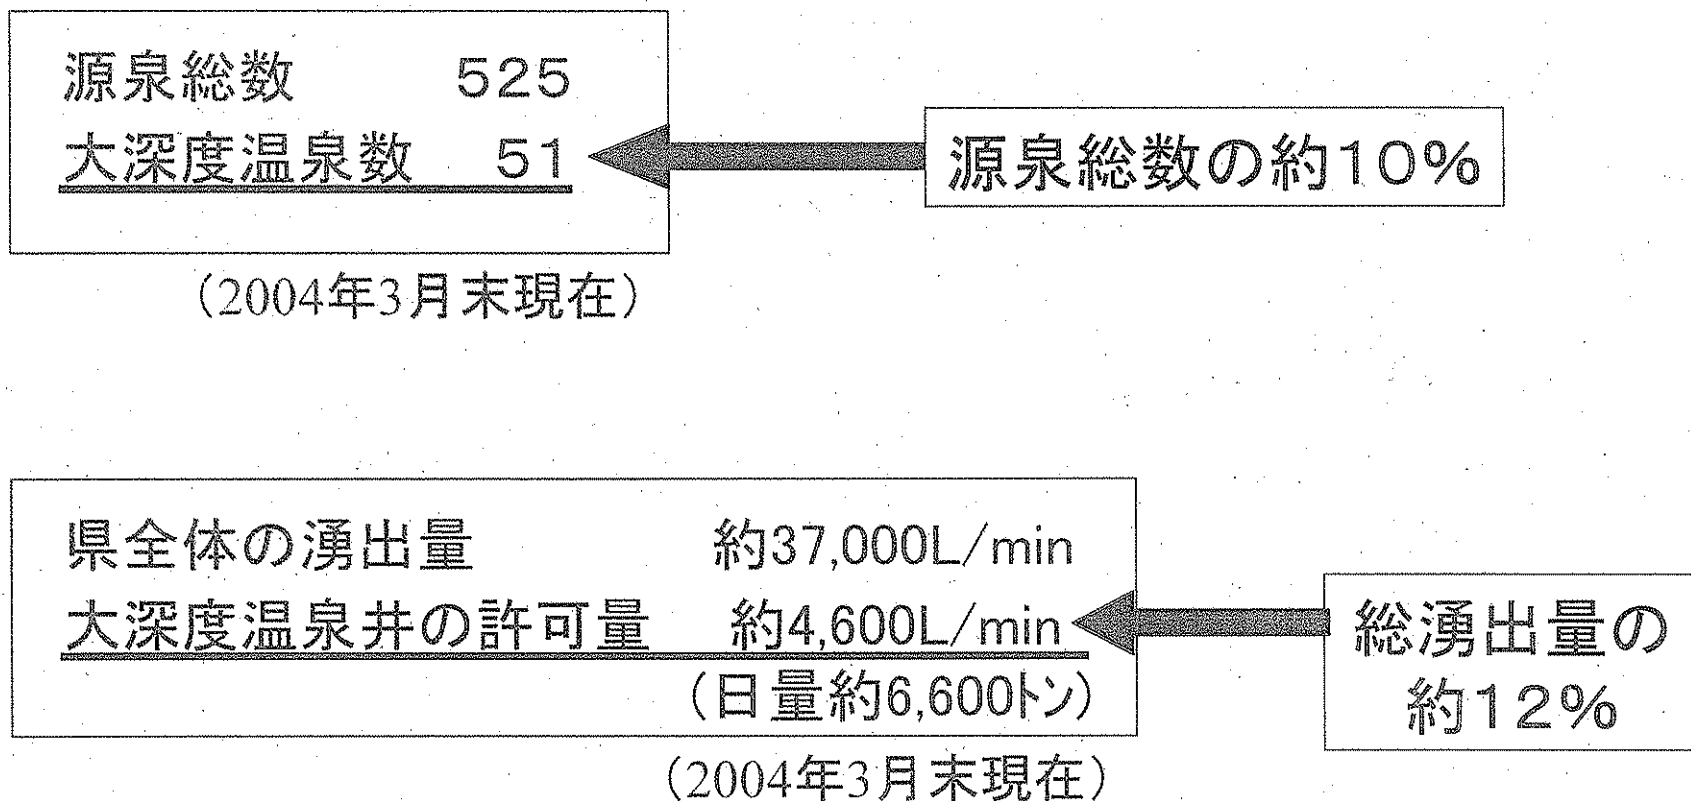 源泉総数 525
大深度温泉数 51
源泉総数の約10%
(2004年3月末現在)
県全体の湧出量 約37,000L/min
大深度温泉井の許可量 約4,600L/min
(日量約6,600トン)
総湧出量の
約12%
(2004年3月末現在)